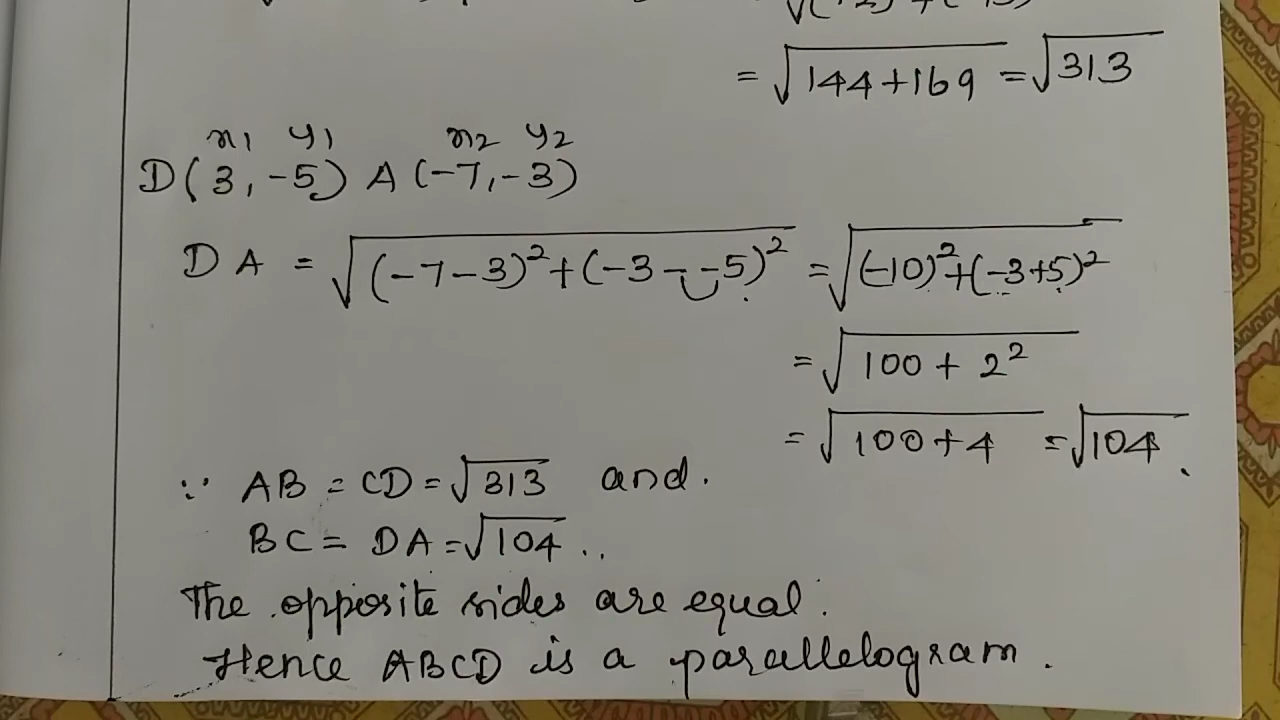 = √144+169 = √313
x1 y1 x2 y2
D(3,-5) A(-7,-3)
DA = √(-7-3)²+(-3--5)² = √(-10)²+(-3+5)²
= √100+2²
= √100+4 = √104.
∵ AB = CD = √313 and.
BC = DA = √104 ..
The opposite sides are equal.
Hence ABCD is a parallelogram.